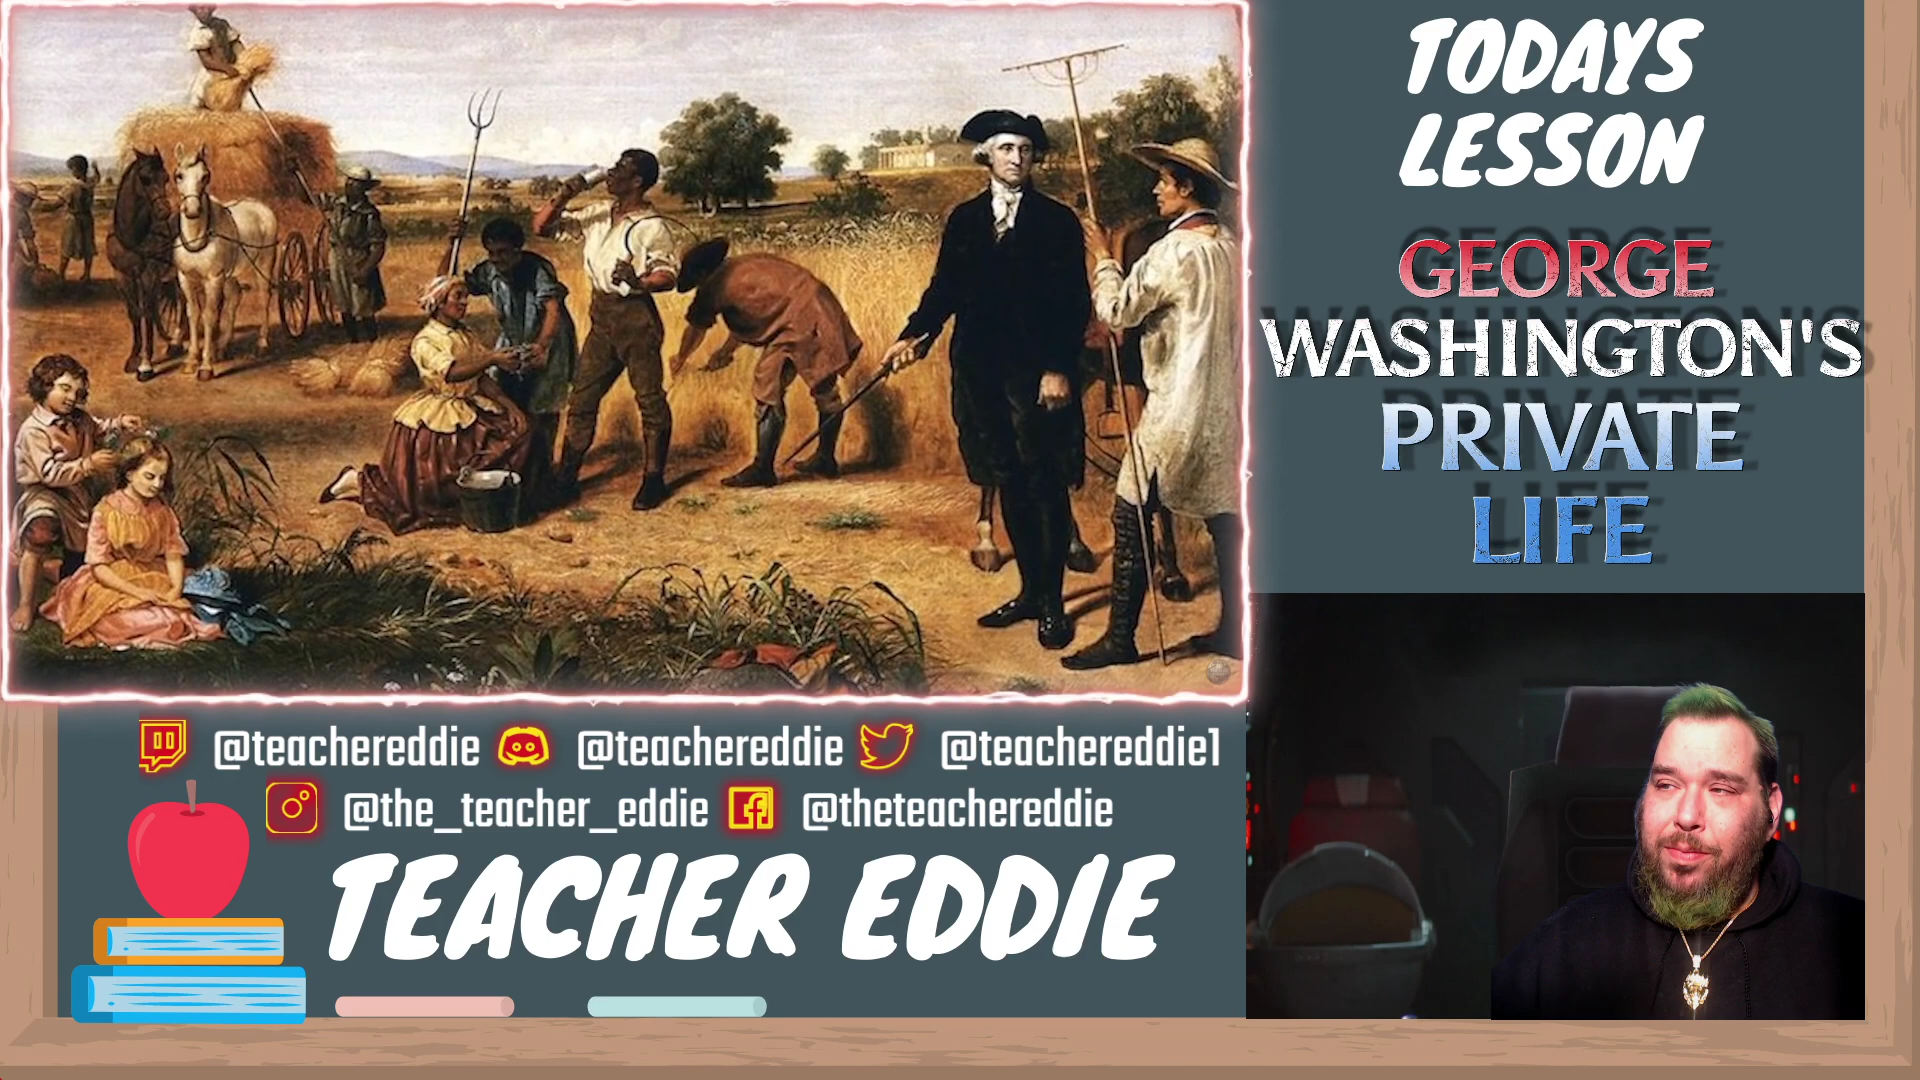 TODAYS
LESSON
GEORGE
WASHINGTON'S
PRIVATE
LIFE
@teachereddie @teachereddie @teachereddie1
@the_teacher_eddie @theteachereddie
TEACHER EDDIE